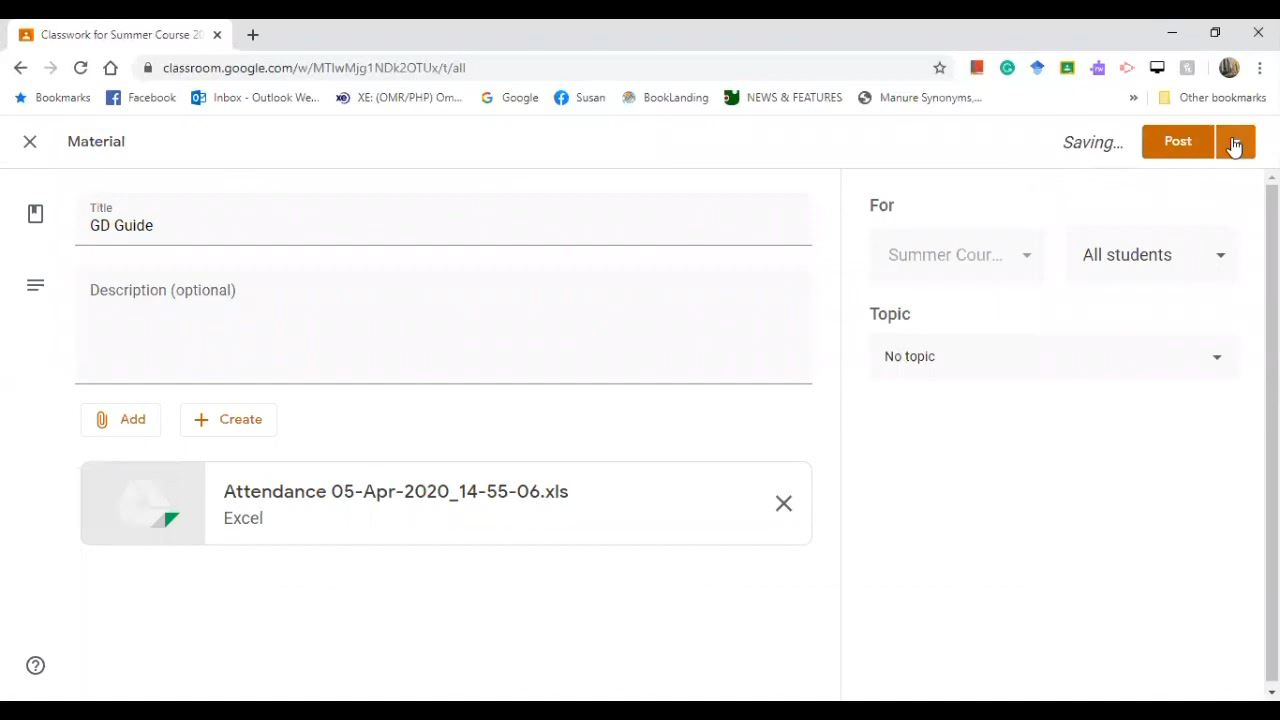 Classwork for Summer Course 20
classroom.google.com/w/MTIwMjg1NDk2OTUx/t/all
Bookmarks Facebook Inbox - Outlook We... XE: (OMR/PHP) Om... Google Susan BookLanding NEWS & FEATURES Manure Synonyms,... » Other bookmarks
Material Saving... Post
Title
GD Guide
Description (optional)
Add Create
Attendance 05-Apr-2020_14-55-06.xls
Excel
For
Summer Cour... All students
Topic
No topic